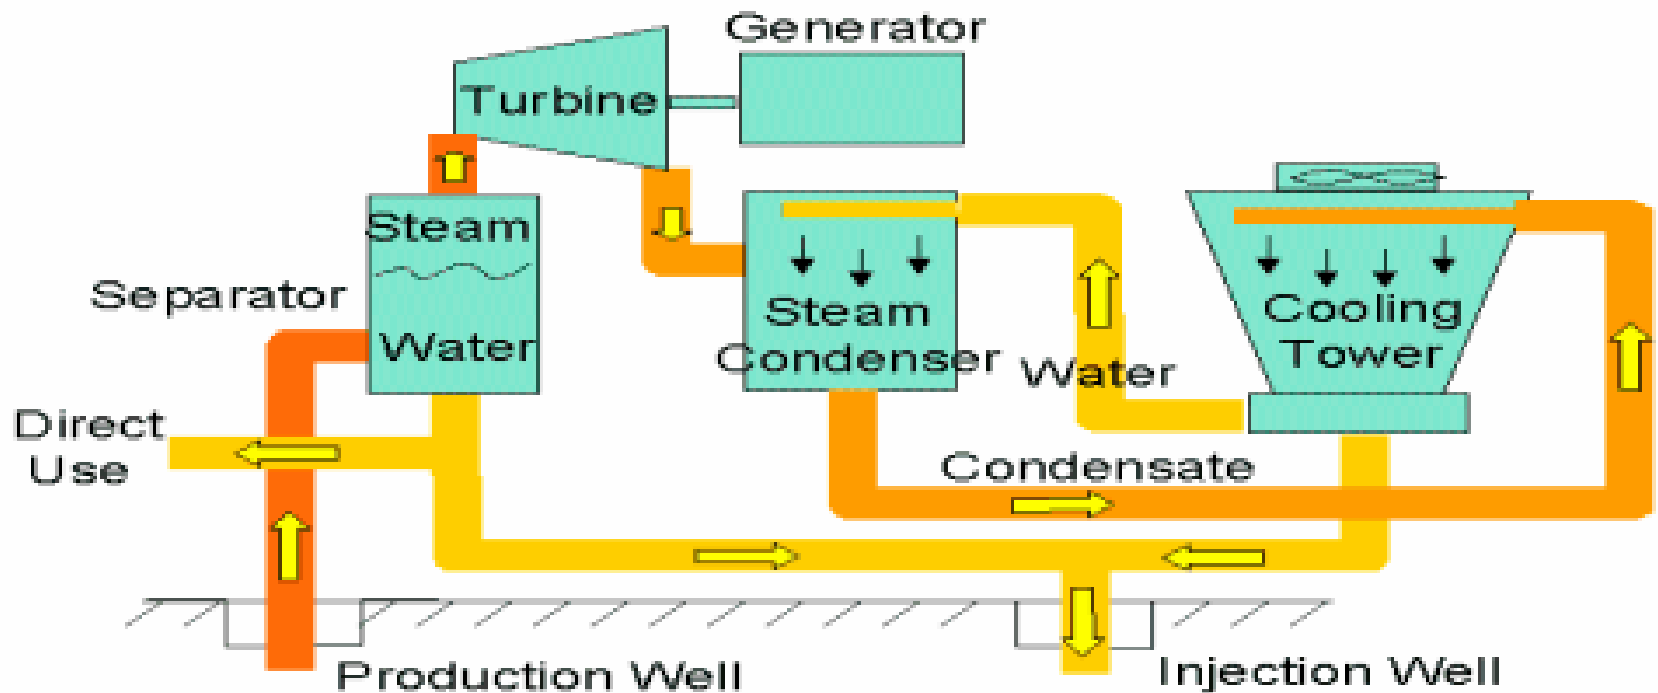 Generator
Turbine
Steam
Separator
Water
Steam
Condenser
Water
Cooling
Tower
Direct
Use
Condensate
Production Well
Injection Well